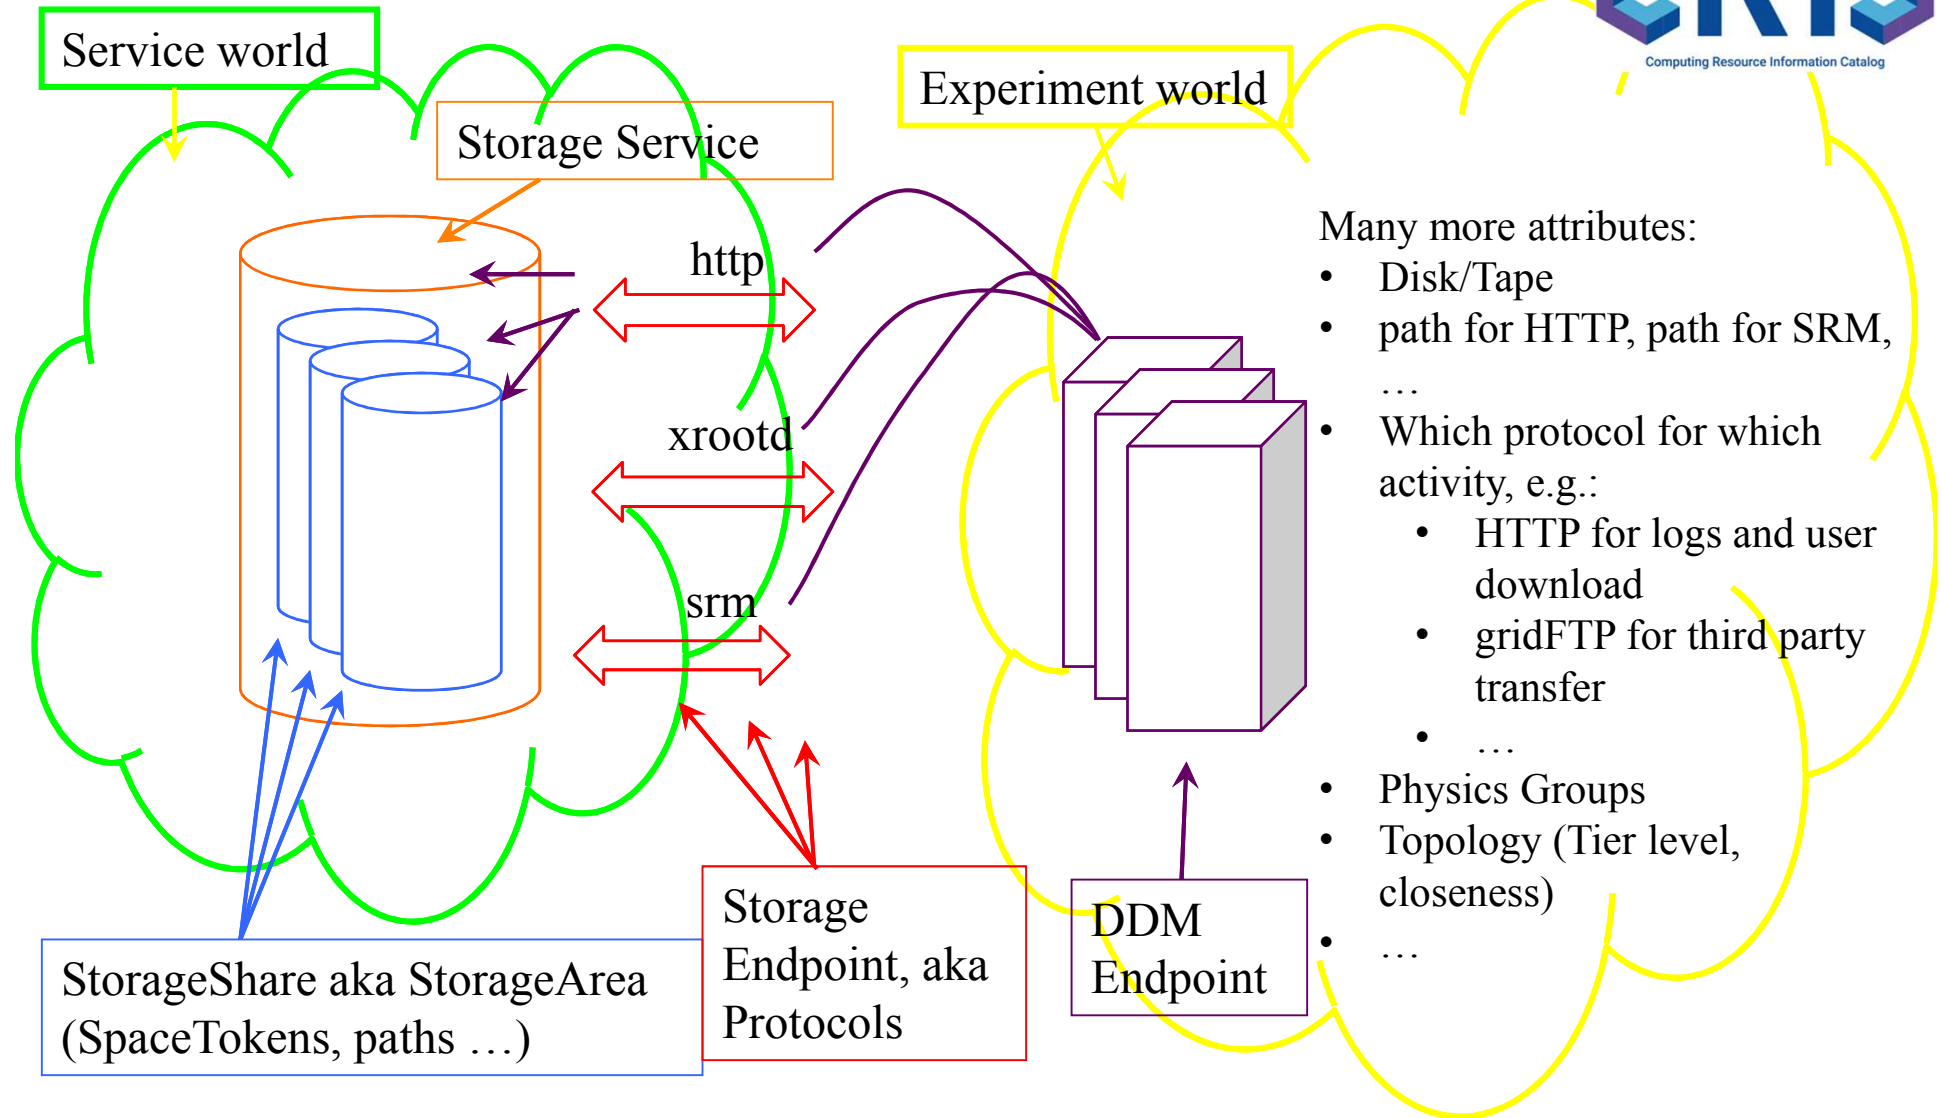 Service world
Experiment world
Computing Resource Information Catalog
Storage Service
http
xrootd
srm
Many more attributes:
• Disk/Tape
• path for HTTP, path for SRM,
…
• Which protocol for which
activity, e.g.:
• HTTP for logs and user
download
• gridFTP for third party
transfer
• …
• Physics Groups
• Topology (Tier level,
closeness)
• …
StorageShare aka StorageArea
(SpaceTokens, paths …)
Storage
Endpoint, aka
Protocols
DDM
Endpoint